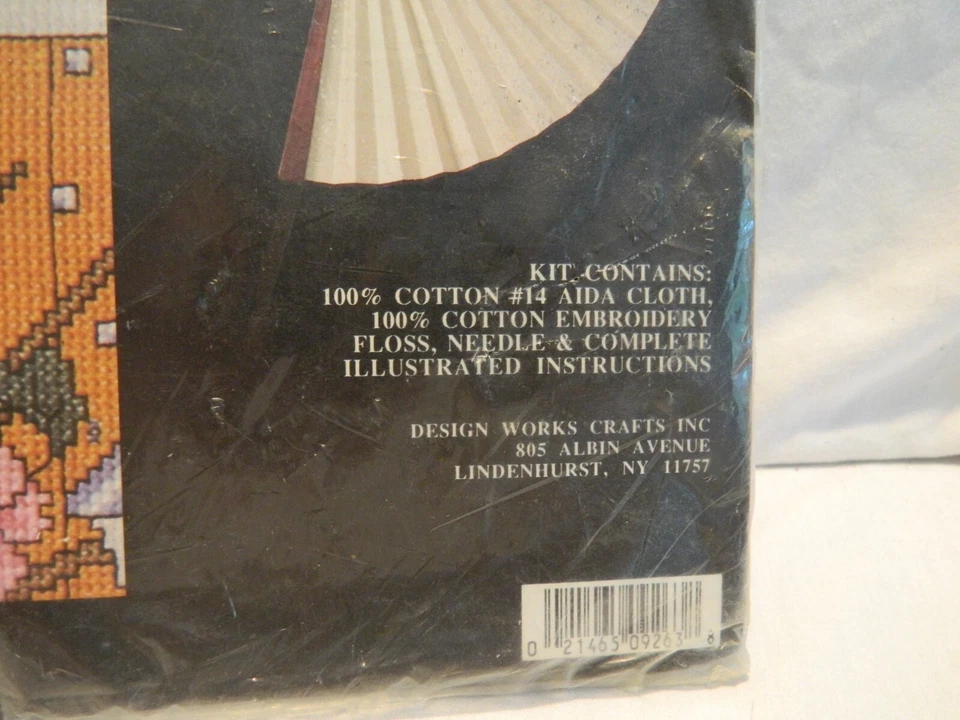 KIT CONTAINS:
100% COTTON #14 AIDA CLOTH,
100% COTTON EMBROIDERY
FLOSS, NEEDLE & COMPLETE
ILLUSTRATED INSTRUCTIONS
DESIGN WORKS CRAFTS INC
805 ALBIN AVENUE
LINDENHURST, NY 11757
0 21465 09263 8